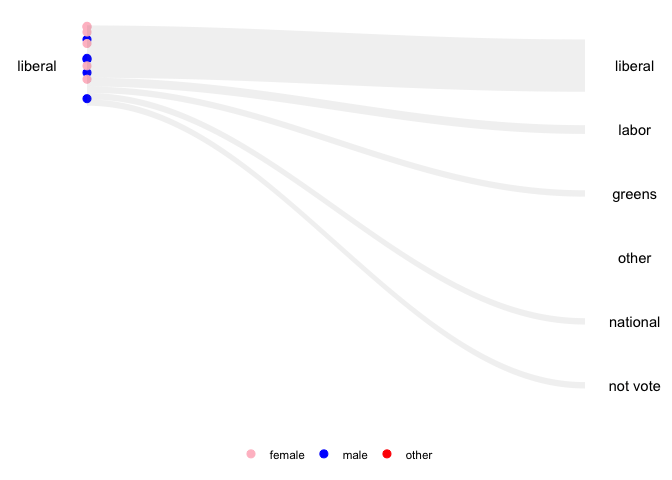 liberal
liberal
labor
greens
other
national
not vote
female male other